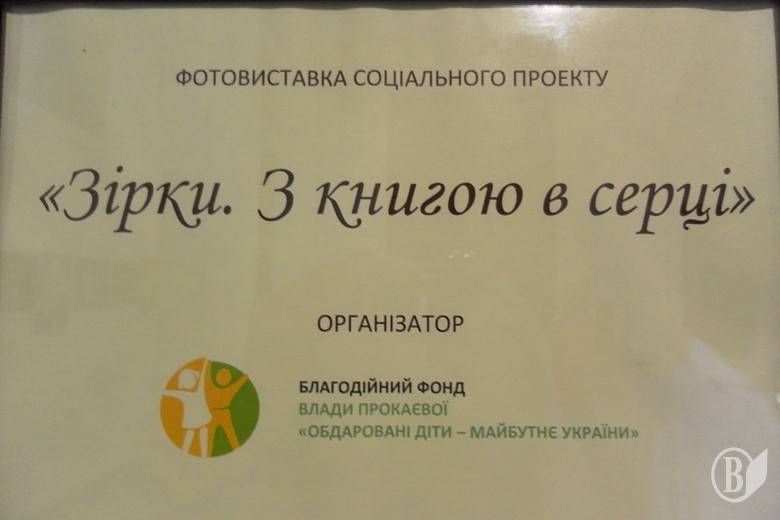 ФОТОВИСТАВКА СОЦІАЛЬНОГО ПРОЕКТУ
«Зірки. З книгою в серці»
ОРГАНІЗАТОР
БЛАГОДІЙНИЙ ФОНД
ВЛАДИ ПРОКАЄВОЇ
«ОБДАРОВАНІ ДІТИ – МАЙБУТНЄ УКРАЇНИ»
В